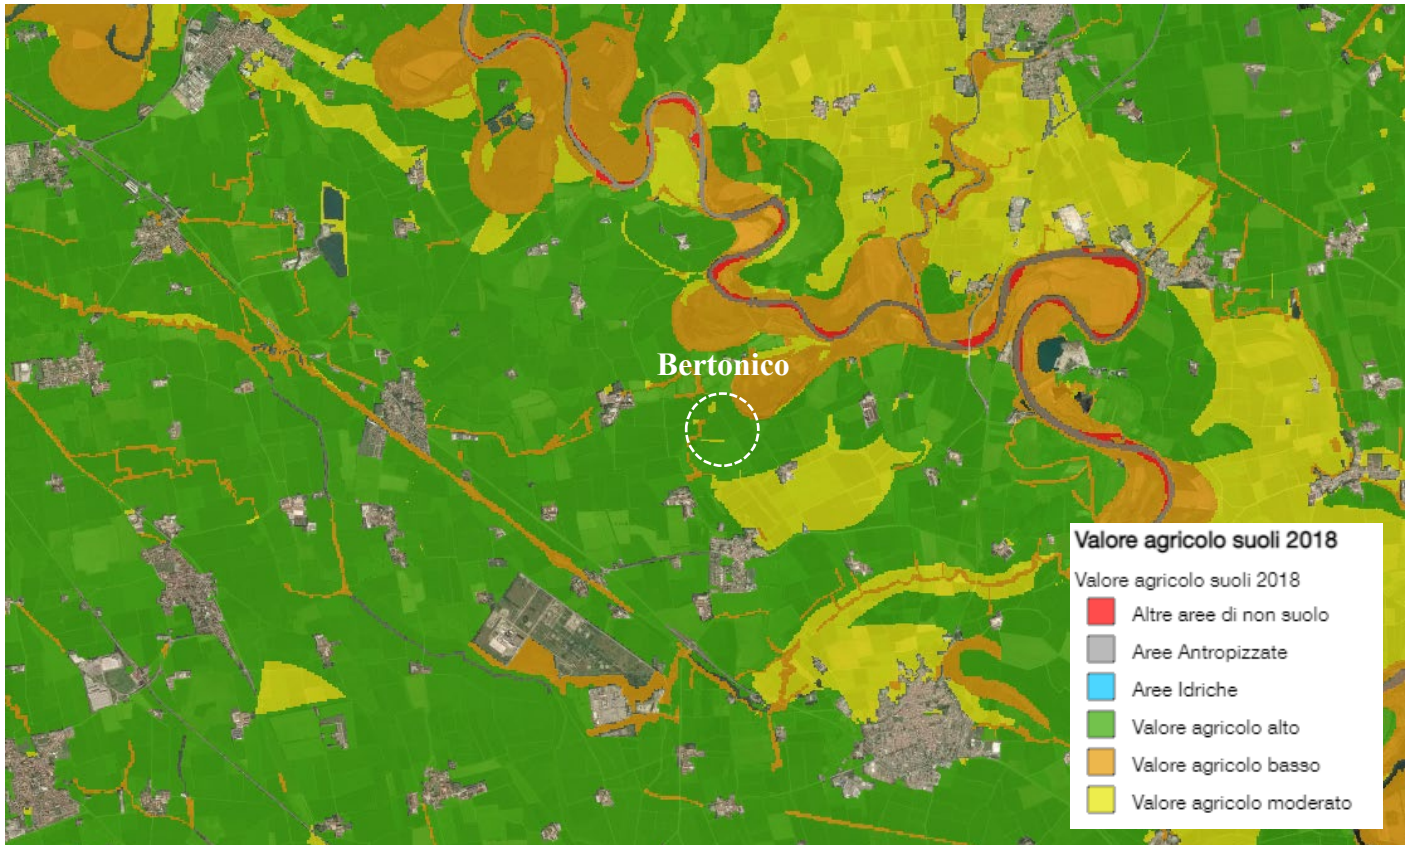 Bertonico
Valore agricolo suoli 2018
Valore agricolo suoli 2018
Altre aree di non suolo
Aree Antropizzate
Aree Idriche
Valore agricolo alto
Valore agricolo basso
Valore agricolo moderato